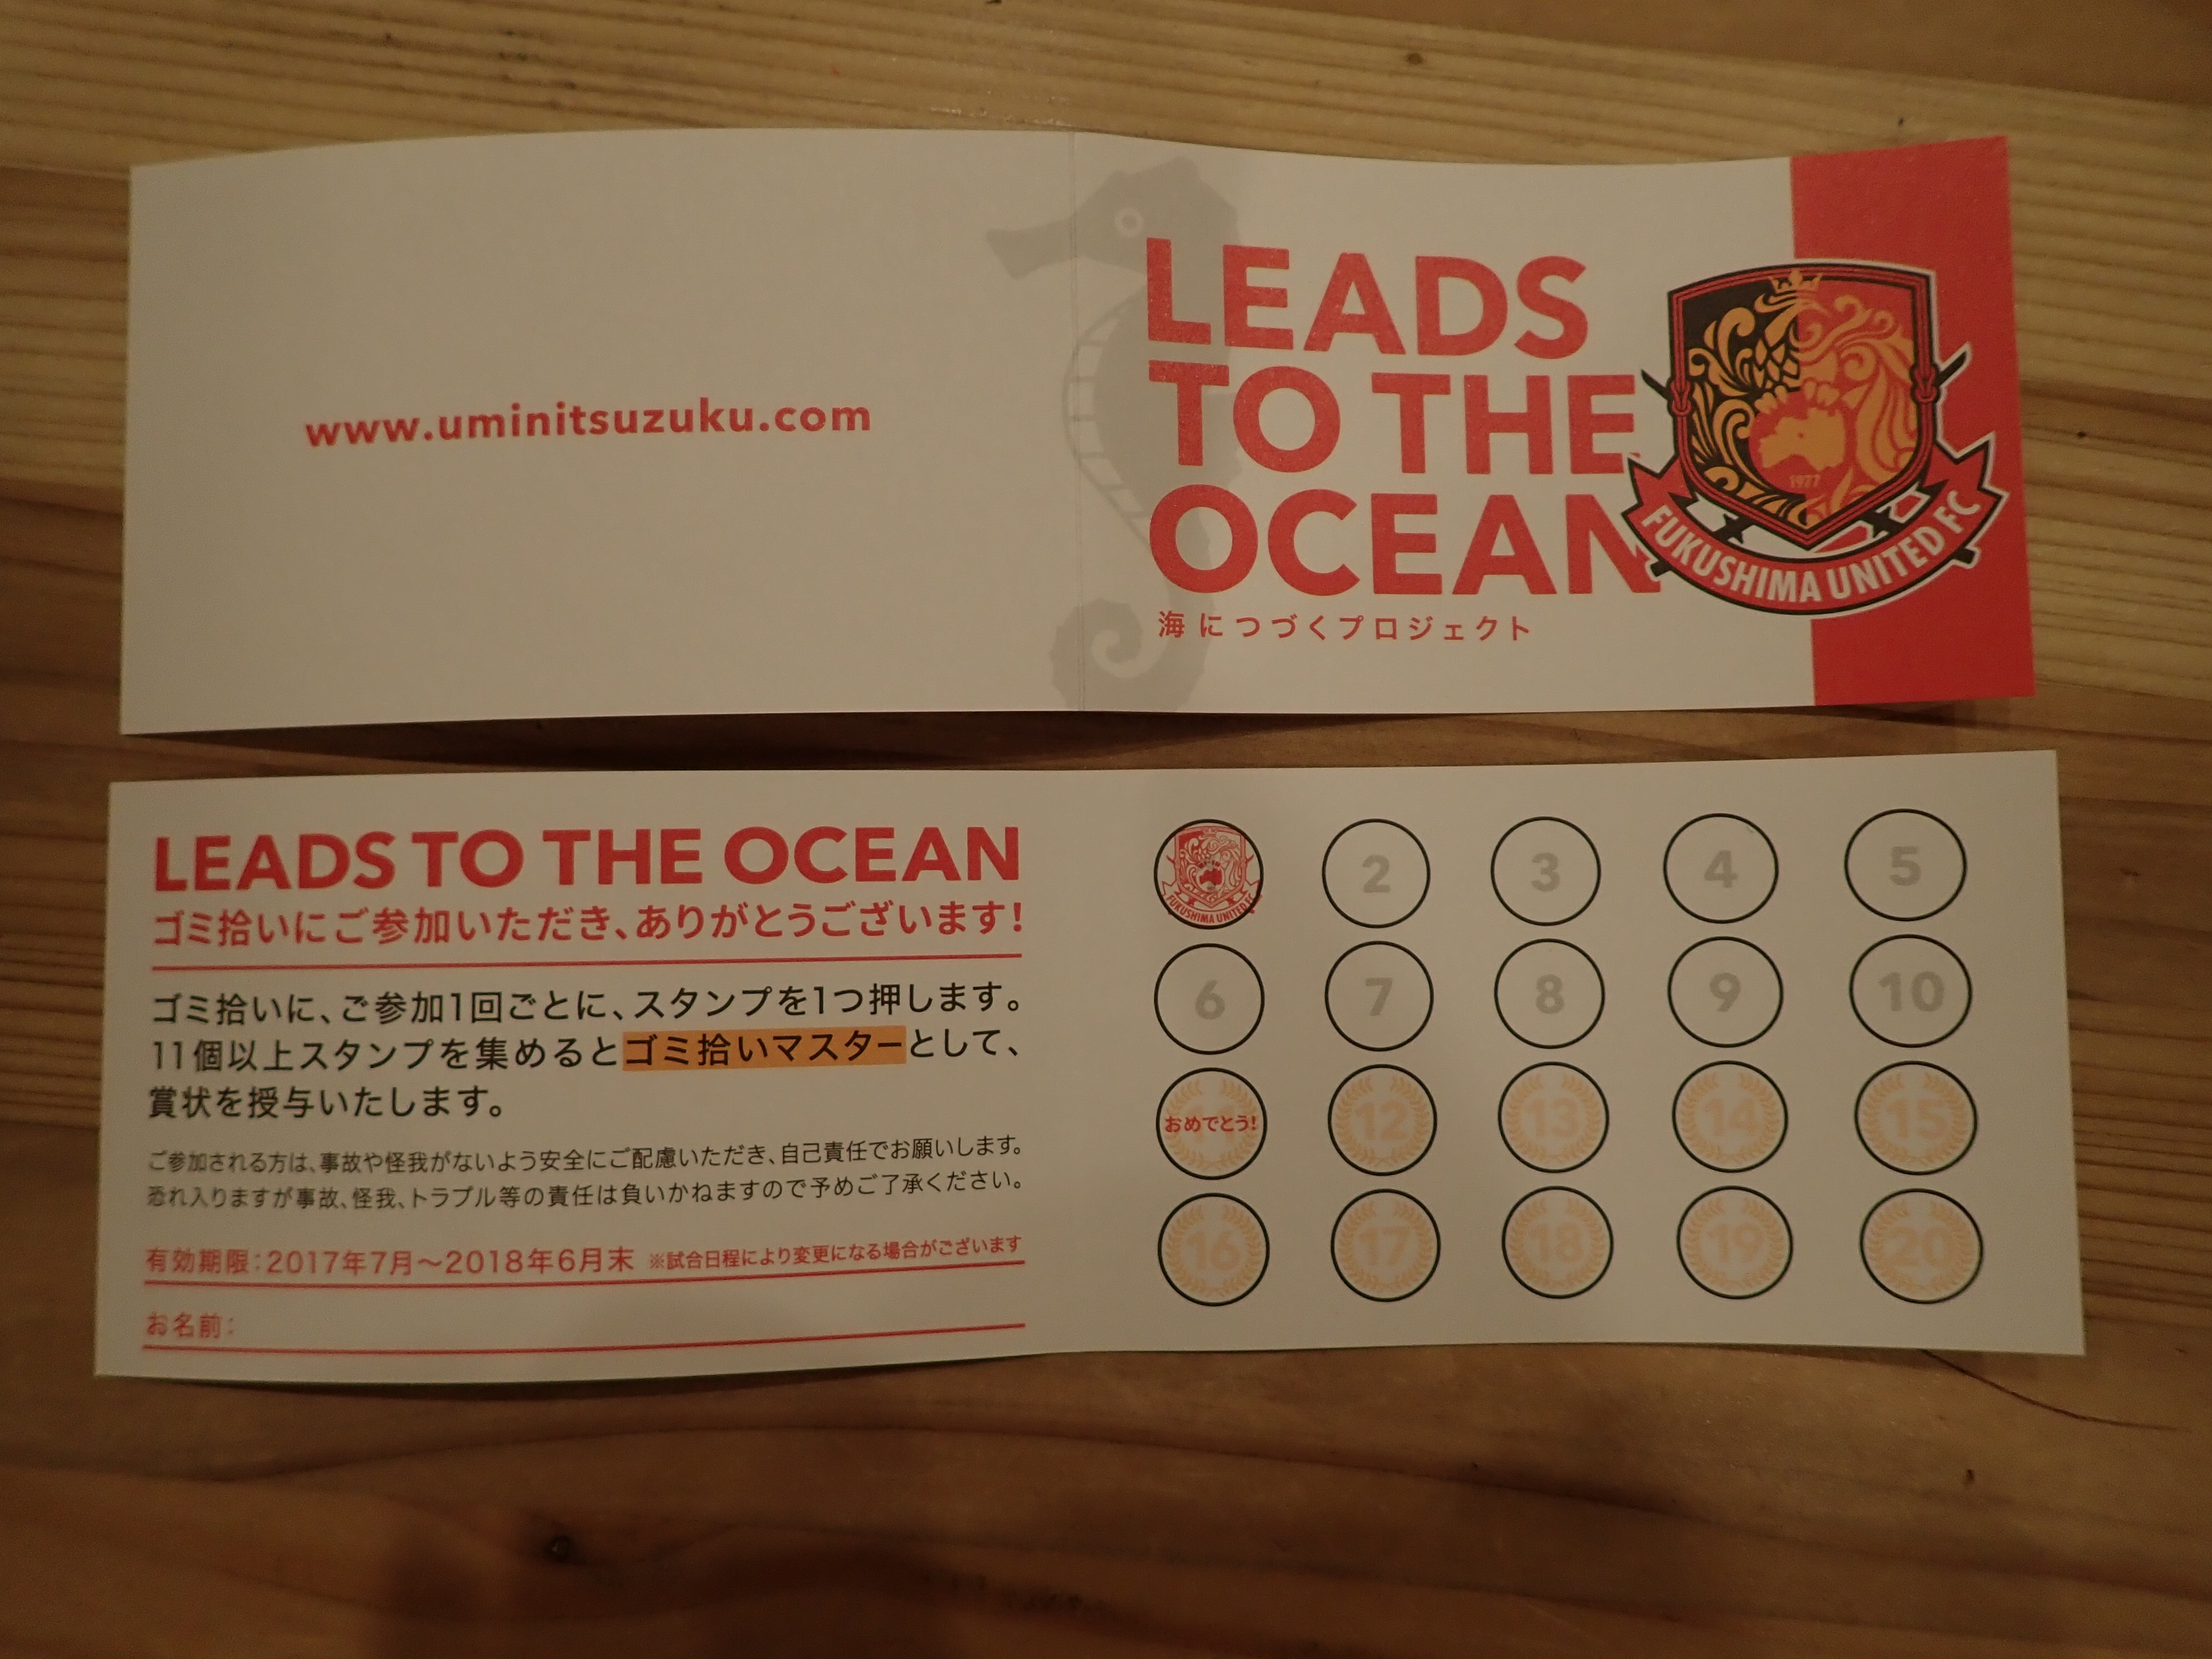 www.uminitsuzuku.com
LEADS
TO THE
OCEAN
海につづくプロジェクト
1977
FUKUSHIMA UNITED FC
LEADS TO THE OCEAN
ゴミ拾いにご参加いただき、ありがとうございます!
ゴミ拾いに、ご参加1回ごとに、スタンプを1つ押します。
11個以上スタンプを集めるとゴミ拾いマスターとして、
賞状を授与いたします。
ご参加される方は、事故や怪我がないよう安全にご配慮いただき、自己責任でお願いします。
恐れ入りますが事故、怪我、トラブル等の責任は負いかねますので予めご了承ください。
有効期限:2017年7月〜2018年6月末 ※試合日程により変更になる場合がございます
お名前:
FUKUSHIMA UNITED FC 2 3 4 5
6 7 8 9 10
おめでとう! 12 13 14 15
16 17 18 19 20